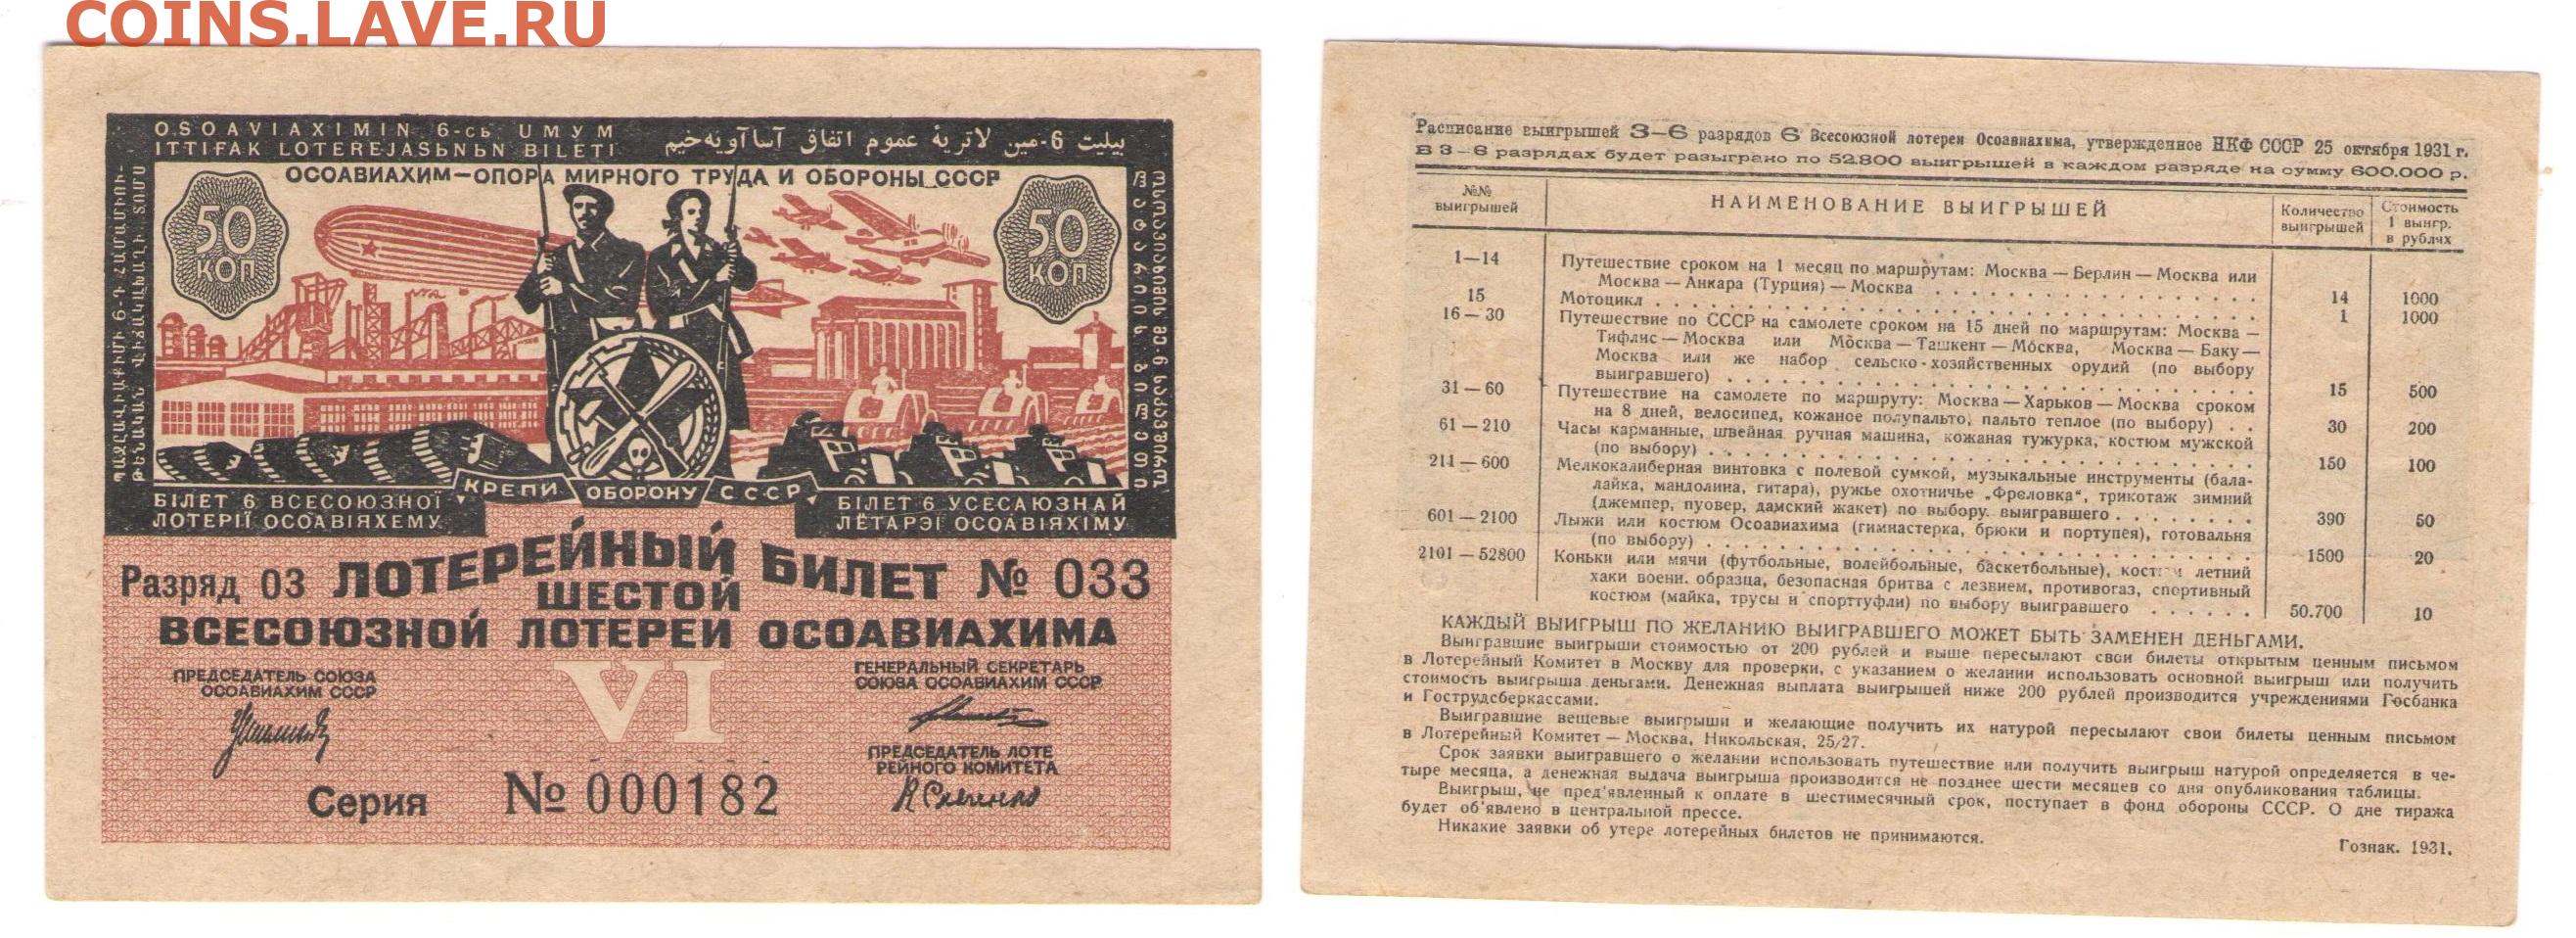 COINS.LAVE.RU
OSOAVIAXIMIN 6-сь UMУM
ITTIFAK LOTEREJASЬNЬN BILETI
ОСОАВИАХИМ—ОПОРА МИРНОГО ТРУДА И ОБОРОНЫ СССР
50 КОП
50 КОП
КРЕПИ ОБОРОНУ СССР
БІЛЕТ 6 ВСЕСОЮЗНОЇ
ЛОТЕРІЇ ОСОАВІЯХЕМУ
БІЛЕТ 6 УСЕСАЮЗНАЙ
ЛЁТАРЭІ ОСОАВІЯХІМУ
Разряд 03 ЛОТЕРЕЙНЫЙ БИЛЕТ № 033
ШЕСТОЙ
ВСЕСОЮЗНОЙ ЛОТЕРЕИ ОСОАВИАХИМА
VI
ПРЕДСЕДАТЕЛЬ СОЮЗА
ОСОАВИАХИМ СССР
ГЕНЕРАЛЬНЫЙ СЕКРЕТАРЬ
СОЮЗА ОСОАВИАХИМ СССР
ПРЕДСЕДАТЕЛЬ ЛОТЕ
РЕЙНОГО КОМИТЕТА
Серия № 000182
Расписание выигрышей 3—6 разрядов 6 Всесоюзной лотереи Осоавиахима, утвержденное НКФ СССР 25 октября 1931 г.
В 3—6 разрядах будет разыграно по 52.800 выигрышей в каждом разряде на сумму 600.000 р.
№№ выигрышей
НАИМЕНОВАНИЕ ВЫИГРЫШЕЙ
Количество выигрышей
Стоимость 1 выигр. в рублях
1—14 Путешествие сроком на 1 месяц по маршрутам: Москва — Берлин — Москва или
Москва — Анкара (Турция) — Москва 14 1000
15 Мотоцикл 1 1000
16—30 Путешествие по СССР на самолете сроком на 15 дней по маршрутам: Москва —
Тифлис — Москва или Москва — Ташкент — Москва, Москва — Баку —
Москва или же набор сельско-хозяйственных орудий (по выбору
выигравшего) 15 500
31—60 Путешествие на самолете по маршруту: Москва — Харьков — Москва сроком
на 8 дней, велосипед, кожаное полупальто, пальто теплое (по выбору) 30 200
61—210 Часы карманные, швейная ручная машина, кожаная тужурка, костюм мужской
(по выбору) 150 100
211—600 Мелкокалиберная винтовка с полевой сумкой, музыкальные инструменты (бала-
лайка, мандолина, гитара), ружье охотничье „Фроловка“, трикотаж зимний
(джемпер, пуовер, дамский жакет) по выбору выигравшего 390 50
601—2100 Лыжи или костюм Осоавиахима (гимнастерка, брюки и портупея), готовальня
(по выбору) 1500 20
2101—52800 Коньки или мячи (футбольные, волейбольные, баскетбольные), костюм летний
хаки военн. образца, безопасная бритва с лезвием, противогаз, спортивный
костюм (майка, трусы и спорттуфли) по выбору выигравшего 50.700 10
КАЖДЫЙ ВЫИГРЫШ ПО ЖЕЛАНИЮ ВЫИГРАВШЕГО МОЖЕТ БЫТЬ ЗАМЕНЕН ДЕНЬГАМИ.
Выигравшие выигрыши стоимостью от 200 рублей и выше пересылают свои билеты открытым ценным письмом
в Лотерейный Комитет в Москву для проверки, с указанием о желании использовать основной выигрыш или получить
стоимость выигрыша деньгами. Денежная выплата выигрышей ниже 200 рублей производится учреждениями Госбанка
и Гострудсберкассами.
Выигравшие вещевые выигрыши и желающие получить их натурой пересылают свои билеты ценным письмом
в Лотерейный Комитет — Москва, Никольская, 25/27.
Срок заявки выигравшего о желании использовать путешествие или получить выигрыш натурой определяется в че-
тыре месяца, а денежная выдача выигрыша производится не позднее шести месяцев со дня опубликования таблицы.
Выигрыш, не пред'явленный к оплате в шестимесячный срок, поступает в фонд обороны СССР. О дне тиража
будет об'явлено в центральной прессе.
Никакие заявки об утере лотерейных билетов не принимаются.
Гознак. 1931.